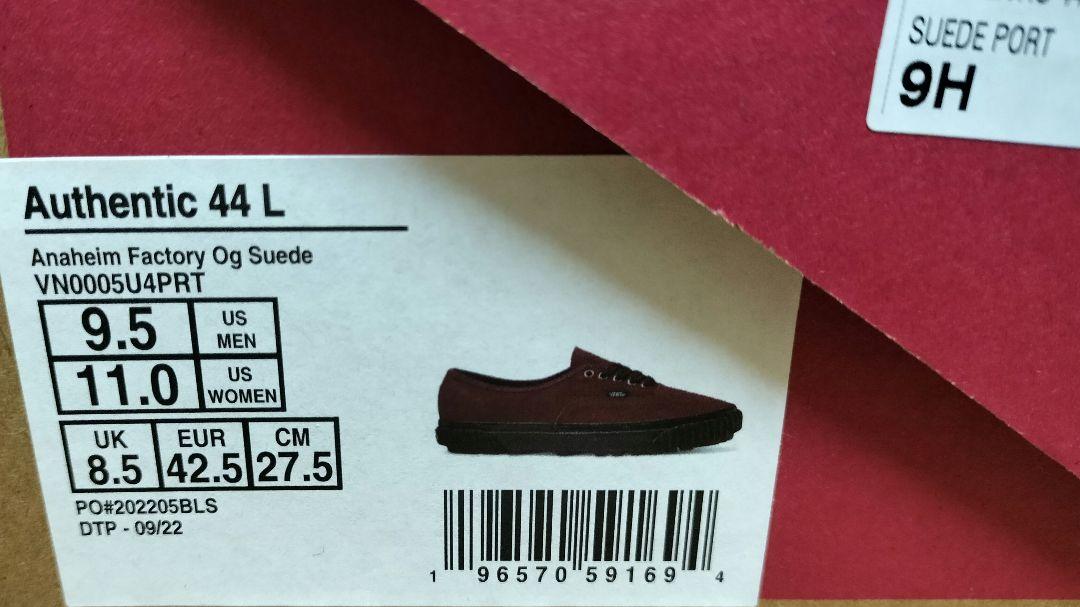 SUEDE PORT
9H
Authentic 44 L
Anaheim Factory Og Suede
VN0005U4PRT
9.5 US MEN
11.0 US WOMEN
UK EUR CM
8.5 42.5 27.5
PO#202205BLS
DTP - 09/22
1 96570 59169 4